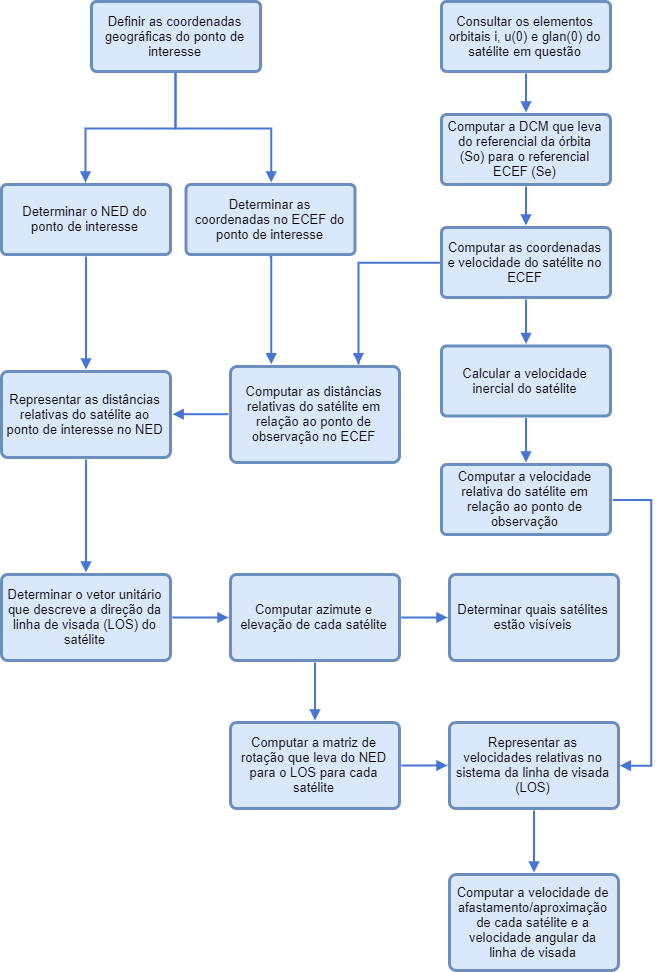 Definir as coordenadas
geográficas do ponto de
interesse
Consultar os elementos
orbitais i, u(0) e glan(0) do
satélite em questão
Computar a DCM que leva
do referencial da órbita
(So) para o referencial
ECEF (Se)
Determinar o NED do
ponto de interesse
Determinar as
coordenadas no ECEF do
ponto de interesse
Computar as coordenadas
e velocidade do satélite no
ECEF
Calcular a velocidade
inercial do satélite
Representar as distâncias
relativas do satélite ao
ponto de interesse no NED
Computar as distâncias
relativas do satélite em
relação ao ponto de
observação no ECEF
Computar a velocidade
relativa do satélite em
relação ao ponto de
observação
Determinar o vetor unitário
que descreve a direção da
linha de visada (LOS) do
satélite
Computar azimute e
elevação de cada satélite
Determinar quais satélites
estão visíveis
Computar a matriz de
rotação que leva do NED
para o LOS para cada
satélite
Representar as
velocidades relativas no
sistema da linha de visada
(LOS)
Computar a velocidade de
afastamento/aproximação
de cada satélite e a
velocidade angular da
linha de visada